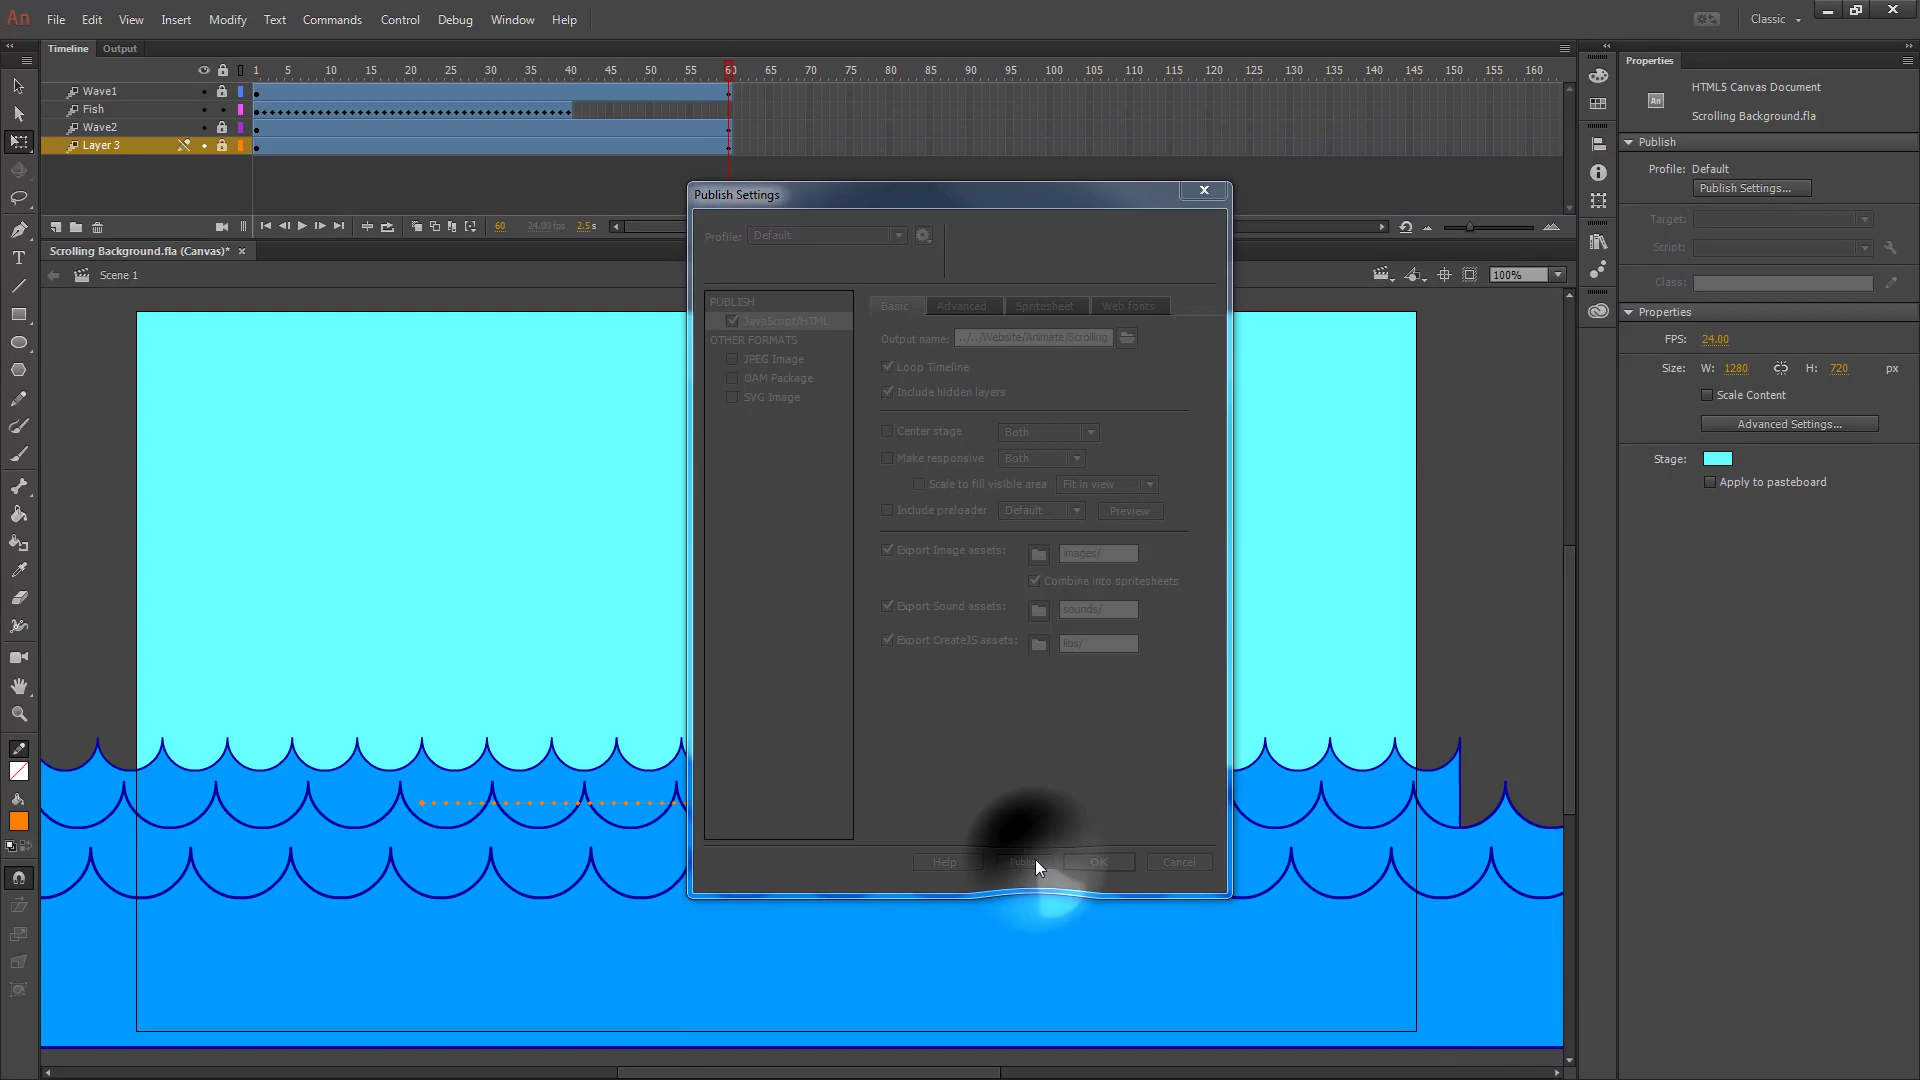 An File Edit View Insert Modify Text Commands Control Debug Window Help Classic
Timeline Output
1 5 10 15 20 25 30 35 40 45 50 55 60 65 70 75 80 85 90 95 100 105 110 115 120 125 130 135 140 145 150 155 160
Wave1
Fish
Wave2
Layer 3
60 24.00 fps 2.5 s
Scrolling Background.fla (Canvas)*
Scene 1
100%
Publish Settings
Profile: Default
PUBLISH
JavaScript/HTML
OTHER FORMATS
JPEG Image
OAM Package
SVG Image
Basic Advanced Spritesheet Web fonts
Output name: ../../Website/Animate/Scrolling
Loop Timeline
Include hidden layers
Center stage Both
Make responsive Both
Scale to fill visible area Fit in view
Include preloader Default Preview
Export Image assets: images/
Combine into spritesheets
Export Sound assets: sounds/
Export CreateJS assets: libs/
Help Publish OK Cancel
Properties
HTML5 Canvas Document
An
Scrolling Background.fla
Publish
Profile: Default
Publish Settings...
Target:
Script:
Class:
Properties
FPS: 24.00
Size: W: 1280 H: 720 px
Scale Content
Advanced Settings...
Stage:
Apply to pasteboard